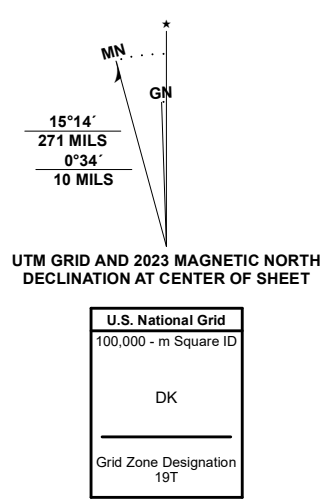 MN
GN
15°14´
271 MILS
0°34´
10 MILS
UTM GRID AND 2023 MAGNETIC NORTH
DECLINATION AT CENTER OF SHEET
U.S. National Grid
100,000 - m Square ID
DK
Grid Zone Designation
19T